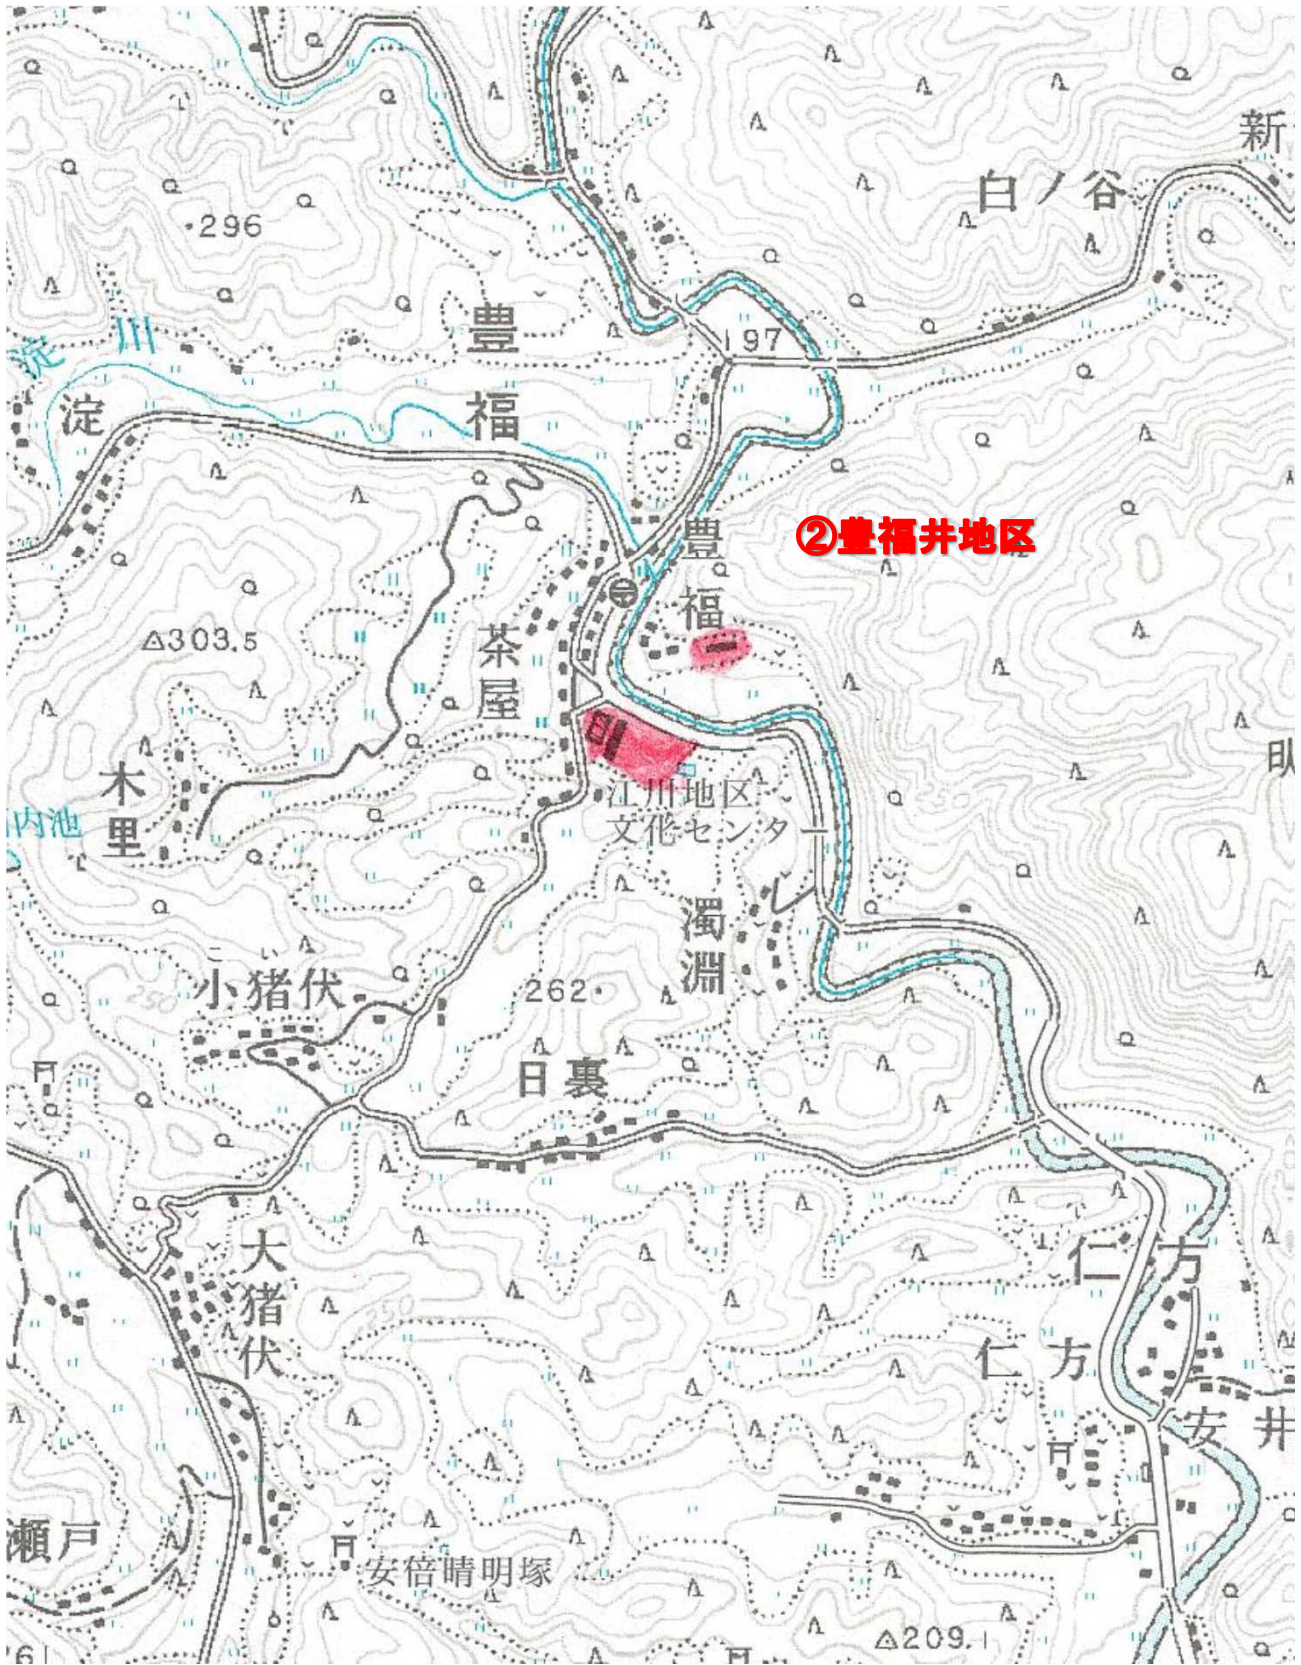 新
白ノ谷
・296
豊福
197
淀川
淀
②豊福井地区
豊福
△303.5
茶屋
木里
内池
江川地区
文化センター
濁淵
こい
小猪伏
262・
日裏
大猪伏
仁方
仁方
安井
瀬戸
安倍晴明塚
△209.1
61